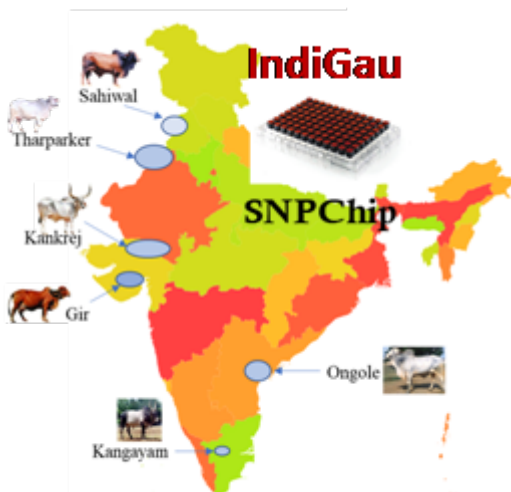 IndiGau
Sahiwal
Tharparker
SNPChip
Kankrej
Gir
Ongole
Kangayam